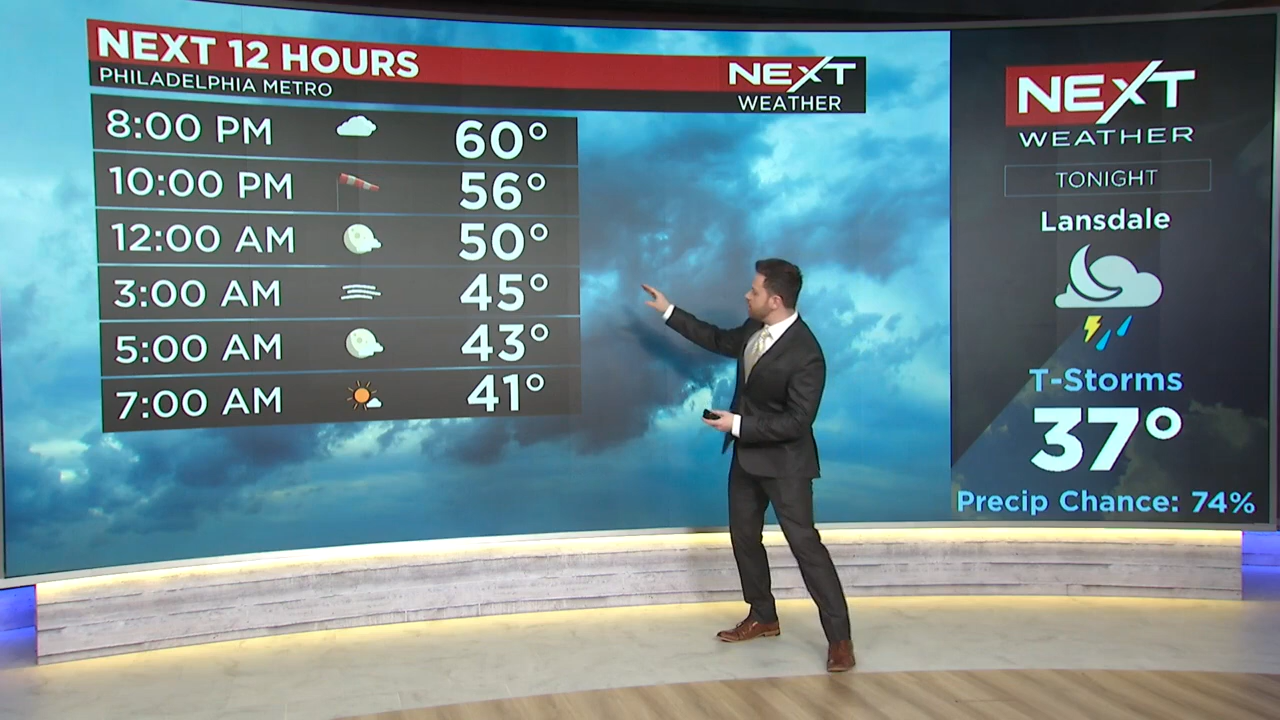 NEXT 12 HOURS
PHILADELPHIA METRO
NEXT
WEATHER
8:00 PM 60°
10:00 PM 56°
12:00 AM 50°
3:00 AM 45°
5:00 AM 43°
7:00 AM 41°
NEXT
WEATHER
TONIGHT
Lansdale
T-Storms
37°
Precip Chance: 74%